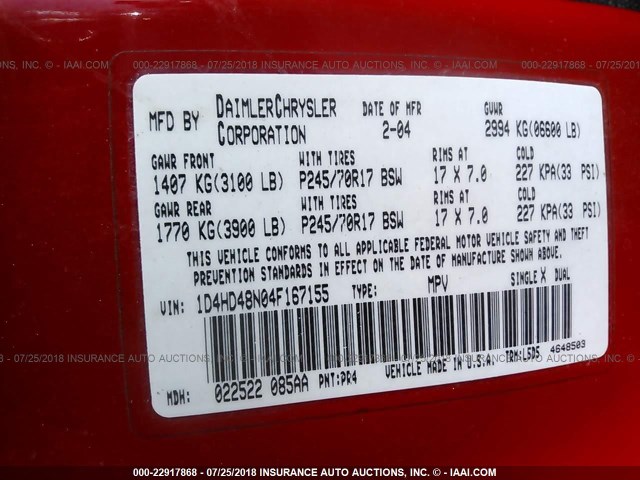 000-22917868 - 07/25/2018 INSURANCE AUTO AUCTIONS, INC. - © IAAI.COM
MFD BY DAIMLERCHRYSLER CORPORATION DATE OF MFR 2-04 GVWR 2994 KG(06600 LB)
GAWR FRONT WITH TIRES RIMS AT COLD
1407 KG(3100 LB) P245/70R17 BSW 17 X 7.0 227 KPA(33 PSI)
GAWR REAR WITH TIRES RIMS AT COLD
1770 KG(3900 LB) P245/70R17 BSW 17 X 7.0 227 KPA(33 PSI)
THIS VEHICLE CONFORMS TO ALL APPLICABLE FEDERAL MOTOR VEHICLE SAFETY AND THEFT
PREVENTION STANDARDS IN EFFECT ON THE DATE OF MANUFACTURE SHOWN ABOVE.
VIN: 1D4HD48N04F167155 TYPE: MPV SINGLE X DUAL
000-22917868 - 07/25/2018 INSURANCE AUTO AUCTIONS, INC. - © IAAI.COM
MDH: 022522 085AA PNT:PR4 VEHICLE MADE IN U.S.A. TRM:L5D5 4648503
000-22917868 - 07/25/2018 INSURANCE AUTO AUCTIONS, INC. - © IAAI.COM